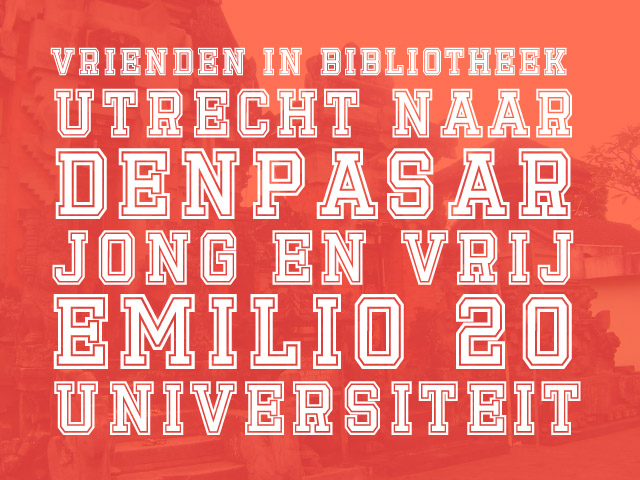 VRIENDEN IN BIBLIOTHEEK
UTRECHT NAAR
DENPASAR
JONG EN VRIJ
EMILIO 20
UNIVERSITEIT